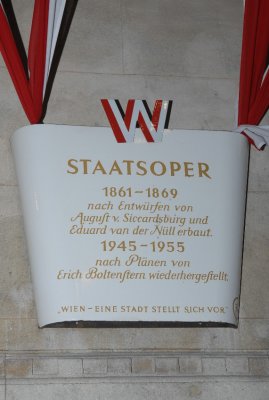 W
STAATSOPER
1861–1869
nach Entwürfen von
August v. Siccardsburg und
Eduard van der Nüll erbaut.
1945–1955
nach Plänen von
Erich Boltenstern wiederhergestellt.
„WIEN – EINE STADT STELLT SICH VOR“